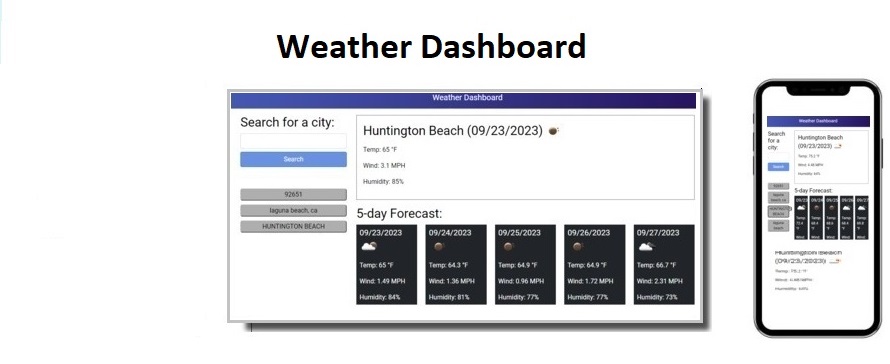 Weather Dashboard
Weather Dashboard
Search for a city:
Search
92651
laguna beach, ca
HUNTINGTON BEACH
Huntington Beach (09/23/2023)
Temp: 65 °F
Wind: 3.1 MPH
Humidity: 85%
5-day Forecast:
09/23/2023
Temp: 65 °F
Wind: 1.49 MPH
Humidity: 84%
09/24/2023
Temp: 64.3 °F
Wind: 1.36 MPH
Humidity: 81%
09/25/2023
Temp: 64.9 °F
Wind: 0.96 MPH
Humidity: 77%
09/26/2023
Temp: 64.9 °F
Wind: 1.72 MPH
Humidity: 77%
09/27/2023
Temp: 66.7 °F
Wind: 2.31 MPH
Humidity: 73%
Weather Dashboard
Search
for a
city:
Search
Huntington Beach
(09/23/2023)
5-day Forecast:
Huntington Beach
(09/23/2023)